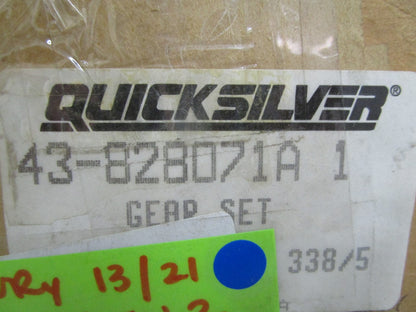 QUICKSILVER®
43-828071A 1
GEAR SET
338/5
13/21